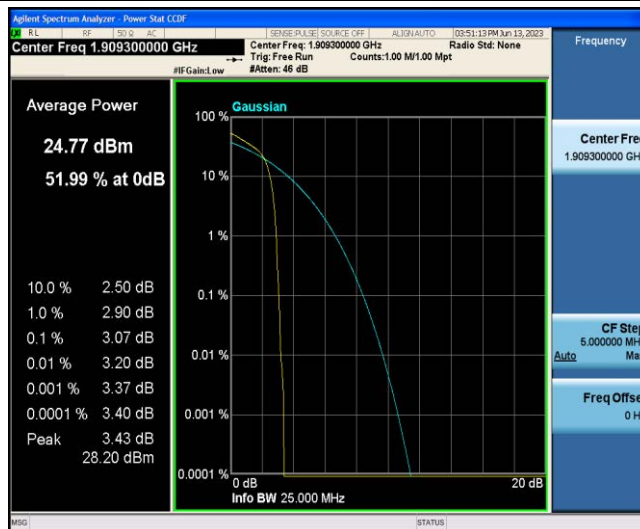 Agilent Spectrum Analyzer - Power Stat CCDF
RL RF 50 Ω AC SENSE:PULSE SOURCE OFF ALIGNAUTO 03:51:13 PM Jun 13, 2023
Center Freq 1.909300000 GHz
Center Freq: 1.909300000 GHz Radio Std: None
Trig: Free Run Counts:1.00 M/1.00 Mpt
#IFGain:Low #Atten: 46 dB
Frequency
Average Power
24.77 dBm
51.99 % at 0dB
10.0 % 2.50 dB
1.0 % 2.90 dB
0.1 % 3.07 dB
0.01 % 3.20 dB
0.001 % 3.37 dB
0.0001 % 3.40 dB
Peak 3.43 dB
28.20 dBm
Gaussian
100 %
10 %
1 %
0.1 %
0.01 %
0.001 %
0.0001 %
0 dB 20 dB
Info BW 25.000 MHz
Center Fre
1.909300000 GH
CF Step
5.000000 MH
Auto Ma
Freq Offse
0 H
MSG STATUS